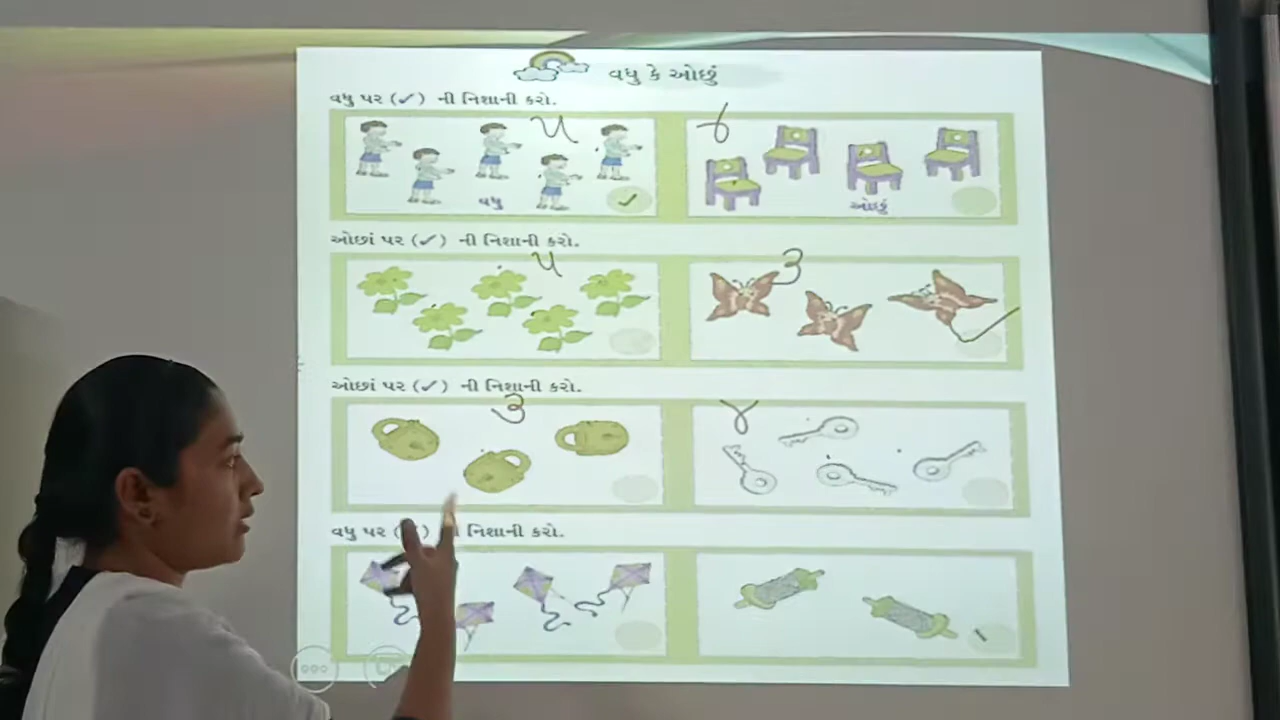 વધુ કે ઓછું
વધુ પર (✓) ની નિશાની કરો.
૫
૪
વધુ
✓
ઓછું
ઓછાં પર (✓) ની નિશાની કરો.
૫
૩
✓
ઓછાં પર (✓) ની નિશાની કરો.
૩
૪
વધુ પર ( ) ની નિશાની કરો.